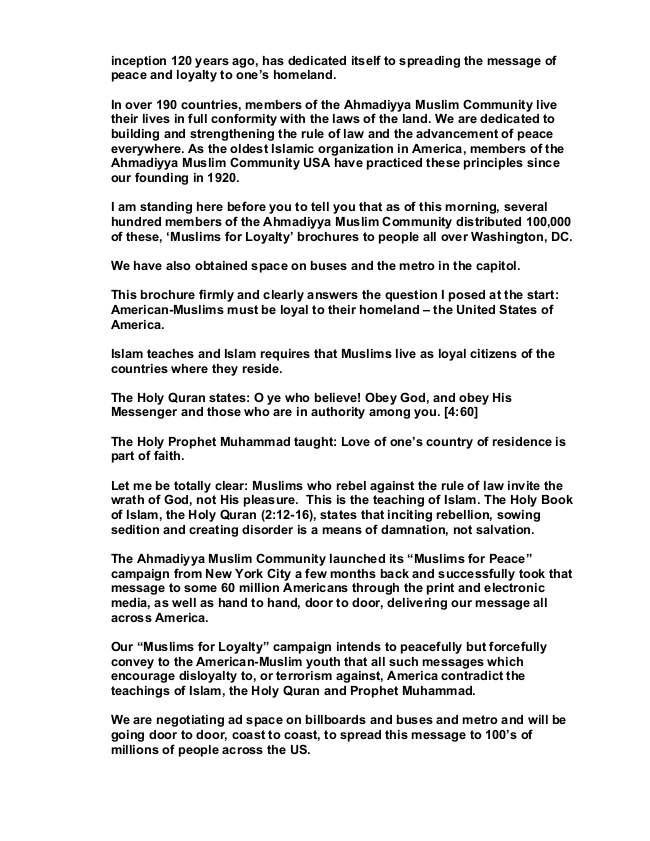 inception 120 years ago, has dedicated itself to spreading the message of
peace and loyalty to one's homeland.
In over 190 countries, members of the Ahmadiyya Muslim Community live
their lives in full conformity with the laws of the land. We are dedicated to
building and strengthening the rule of law and the advancement of peace
everywhere. As the oldest Islamic organization in America, members of the
Ahmadiyya Muslim Community USA have practiced these principles since
our founding in 1920.
I am standing here before you to tell you that as of this morning, several
hundred members of the Ahmadiyya Muslim Community distributed 100,000
of these, ‘Muslims for Loyalty’ brochures to people all over Washington, DC.
We have also obtained space on buses and the metro in the capitol.
This brochure firmly and clearly answers the question I posed at the start:
American-Muslims must be loyal to their homeland – the United States of
America.
Islam teaches and Islam requires that Muslims live as loyal citizens of the
countries where they reside.
The Holy Quran states: O ye who believe! Obey God, and obey His
Messenger and those who are in authority among you. [4:60]
The Holy Prophet Muhammad taught: Love of one's country of residence is
part of faith.
Let me be totally clear: Muslims who rebel against the rule of law invite the
wrath of God, not His pleasure.  This is the teaching of Islam. The Holy Book
of Islam, the Holy Quran (2:12-16), states that inciting rebellion, sowing
sedition and creating disorder is a means of damnation, not salvation.
The Ahmadiyya Muslim Community launched its “Muslims for Peace”
campaign from New York City a few months back and successfully took that
message to some 60 million Americans through the print and electronic
media, as well as hand to hand, door to door, delivering our message all
across America.
Our “Muslims for Loyalty” campaign intends to peacefully but forcefully
convey to the American-Muslim youth that all such messages which
encourage disloyalty to, or terrorism against, America contradict the
teachings of Islam, the Holy Quran and Prophet Muhammad.
We are negotiating ad space on billboards and buses and metro and will be
going door to door, coast to coast, to spread this message to 100's of
millions of people across the US.